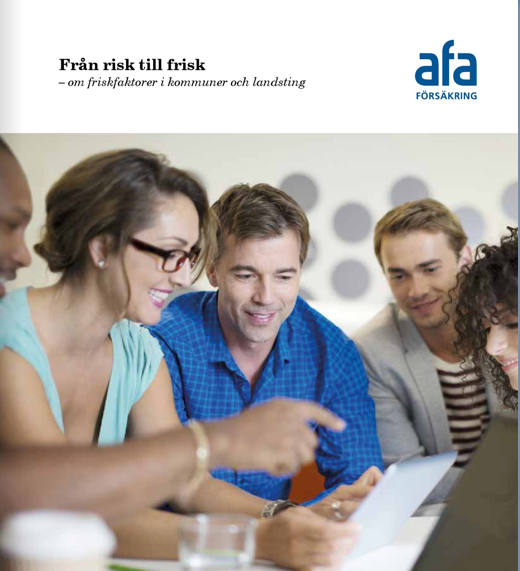 Från risk till frisk
– om friskfaktorer i kommuner och landsting
afa
FÖRSÄKRING